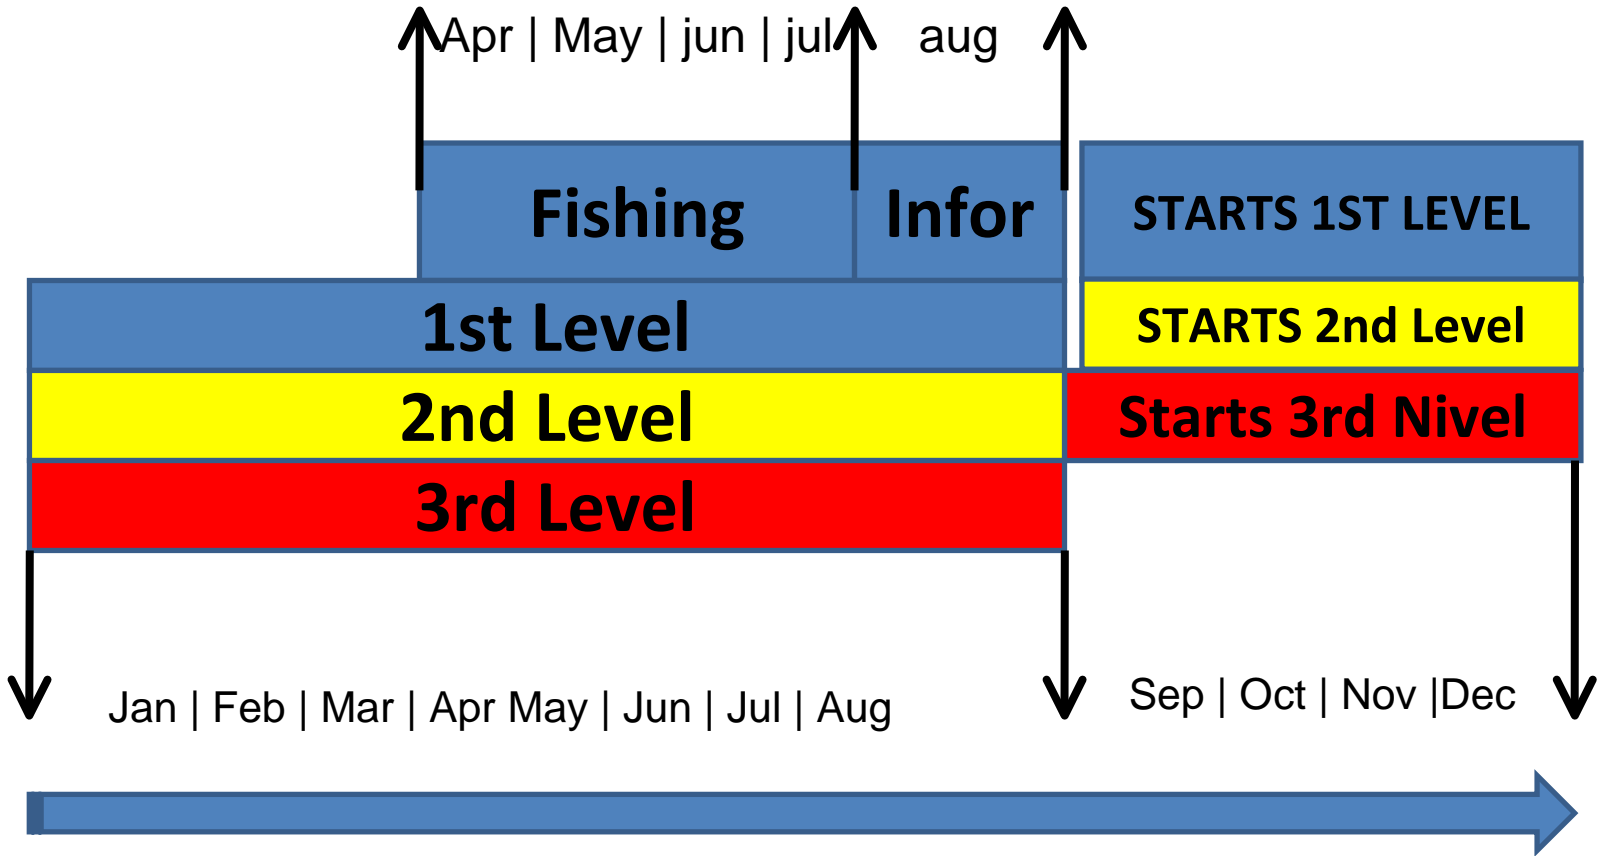 Apr | May | jun | jul aug
Fishing Infor STARTS 1ST LEVEL
1st Level STARTS 2nd Level
2nd Level Starts 3rd Nivel
3rd Level
Jan | Feb | Mar | Apr May | Jun | Jul | Aug Sep | Oct | Nov |Dec